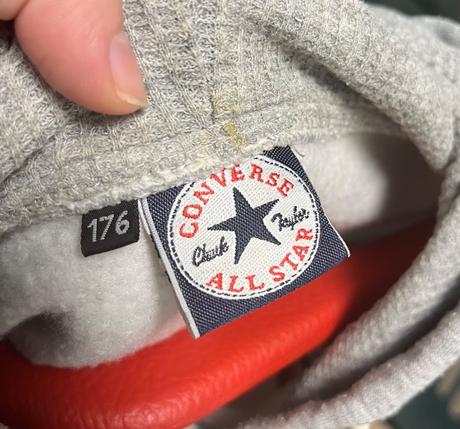 176
CONVERSE
Chuck Taylor
ALL STAR